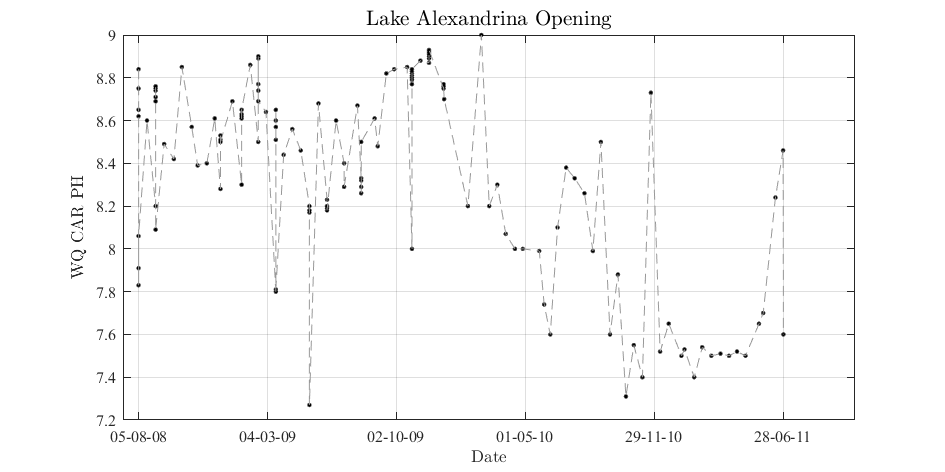 Lake Alexandrina Opening
9
8.8
8.6
8.4
8.2
8
7.8
7.6
7.4
7.2
WQ CAR PH
05-08-08 04-03-09 02-10-09 01-05-10 29-11-10 28-06-11
Date